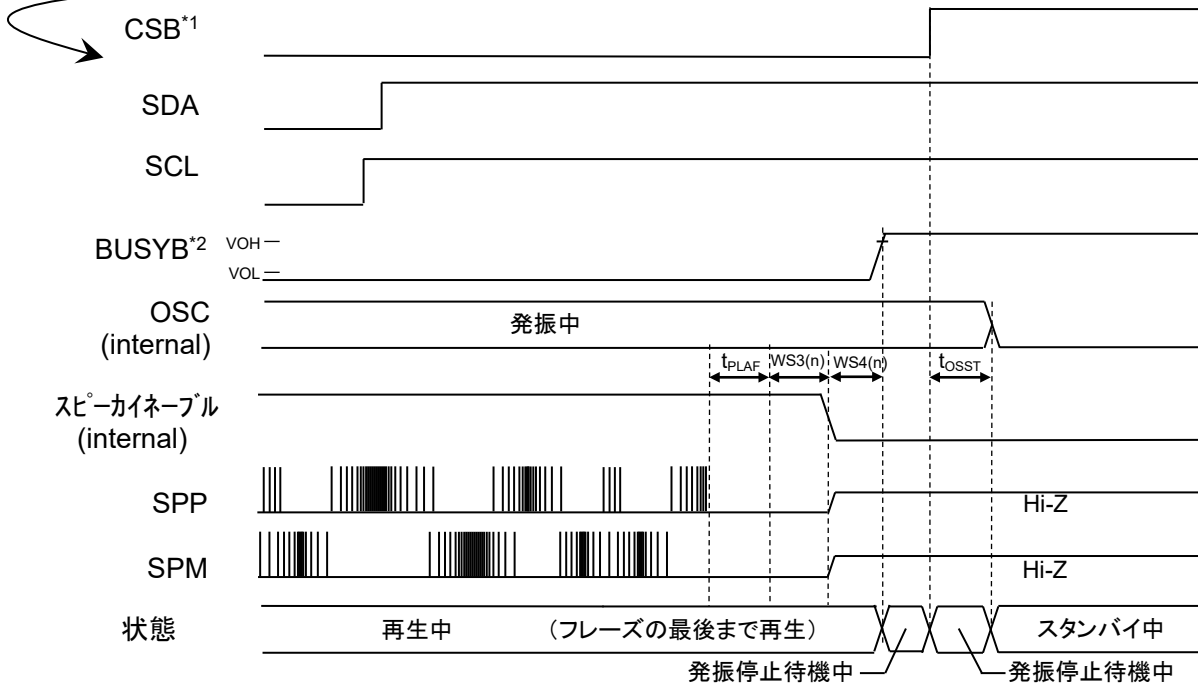 CSB*1
SDA
SCL
BUSYB*2
VOH
VOL
OSC
(internal)
発振中
tPLAF
WS3(n)
WS4(n)
tOSST
スピーカイネーブル
(internal)
SPP
Hi-Z
SPM
Hi-Z
状態
再生中
(フレーズの最後まで再生)
スタンバイ中
発振停止待機中
発振停止待機中